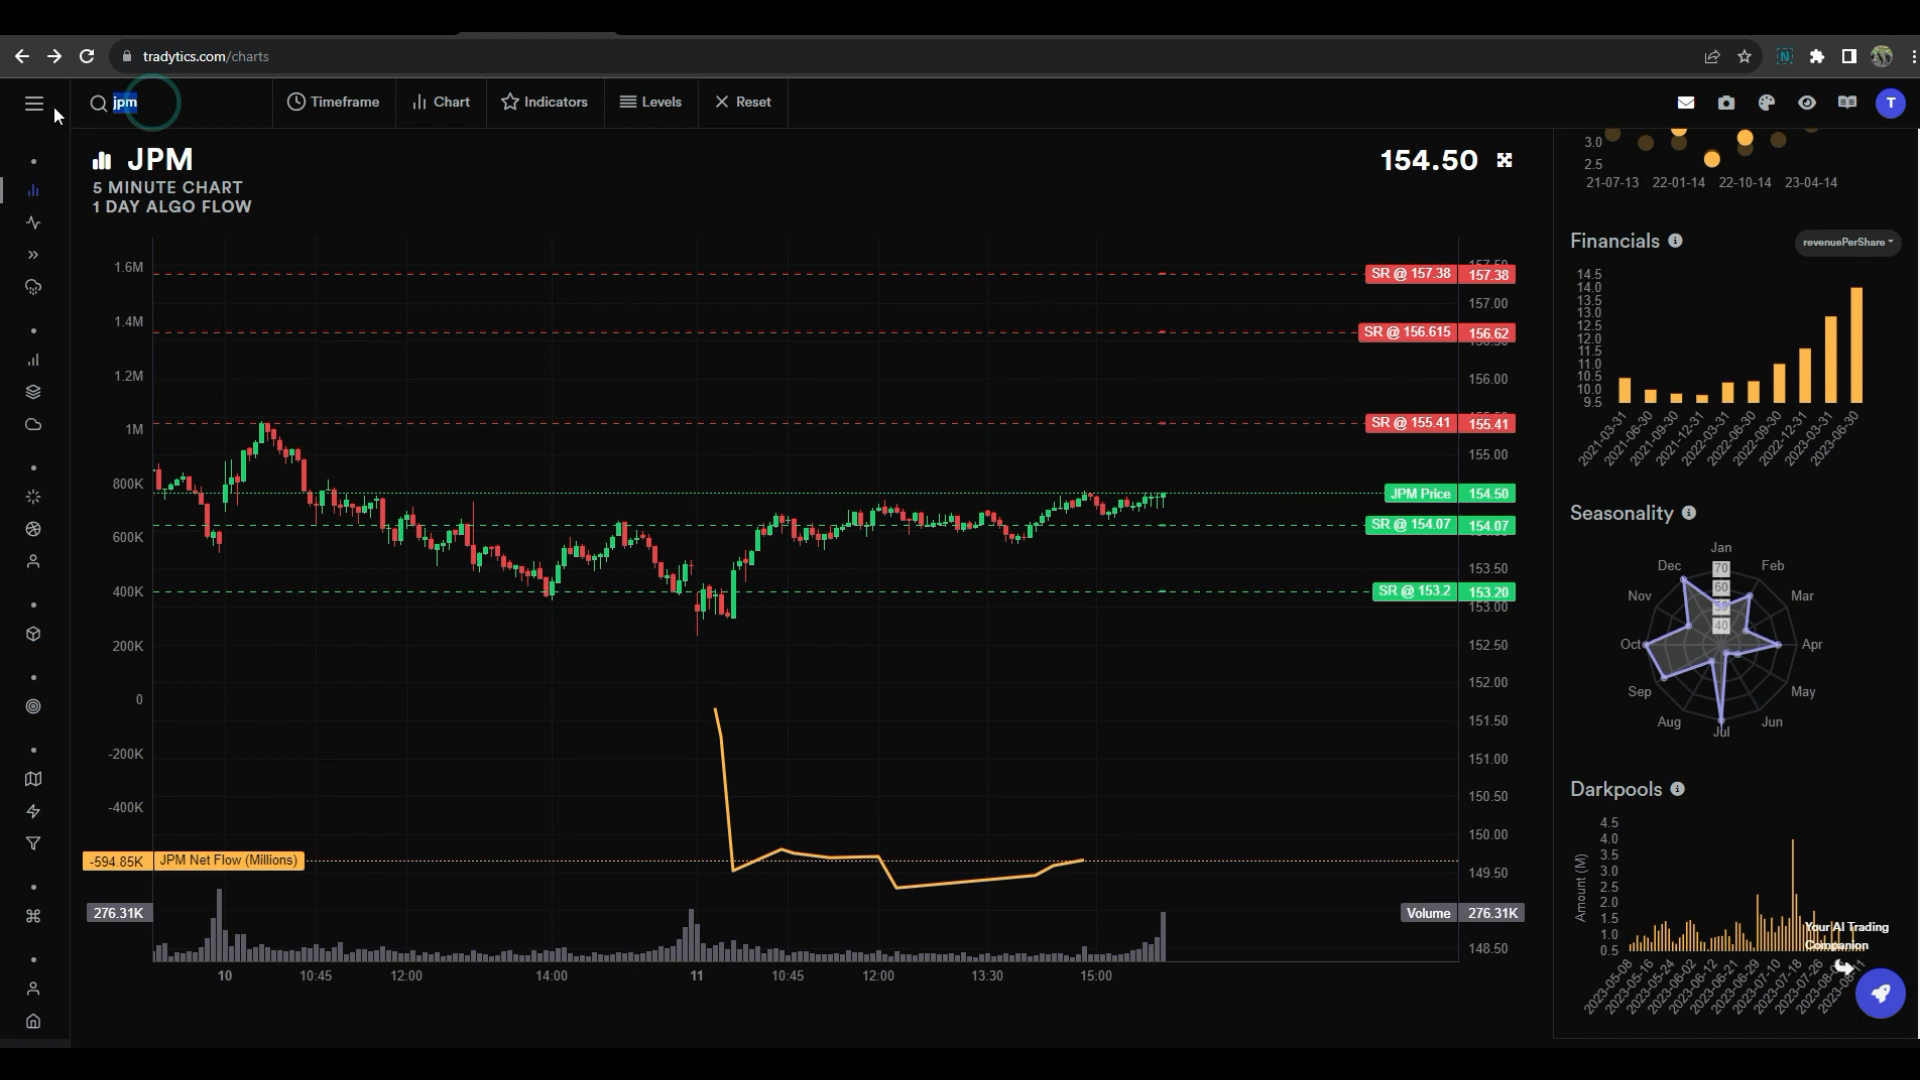 tradytics.com/charts
jpm
Timeframe
Chart
Indicators
Levels
Reset
T
JPM
5 MINUTE CHART
1 DAY ALGO FLOW
154.50
1.6M
1.4M
1.2M
1M
800K
600K
400K
200K
0
-200K
-400K
-594.85K JPM Net Flow (Millions)
276.31K
SR @ 157.38 157.38
157.00
SR @ 156.615 156.62
156.00
SR @ 155.41 155.41
155.00
JPM Price 154.50
SR @ 154.07 154.07
153.50
SR @ 153.2 153.20
153.00
152.50
152.00
151.50
151.00
150.50
150.00
149.50
Volume 276.31K
148.50
10 10:45 12:00 14:00 11 10:45 12:00 13:30 15:00
3.0
2.5
21-07-13 22-01-14 22-10-14 23-04-14
Financials
revenuePerShare
14.5
14.0
13.5
13.0
12.5
12.0
11.5
11.0
10.5
10.0
9.5
2021-03-31 2021-06-30 2021-09-30 2021-12-31 2022-03-31 2022-06-30 2022-09-30 2022-12-31 2023-03-31 2023-06-30
Seasonality
Jan
Feb
Mar
Apr
May
Jun
Jul
Aug
Sep
Oct
Nov
Dec
70
60
50
40
Darkpools
Amount (M)
4.5
4.0
3.5
3.0
2.5
2.0
1.5
1.0
0.5
2023-05-08 2023-05-16 2023-05-24 2023-06-02 2023-06-12 2023-06-21 2023-06-29 2023-07-10 2023-07-18 2023-07-26
Your AI Trading
Companion